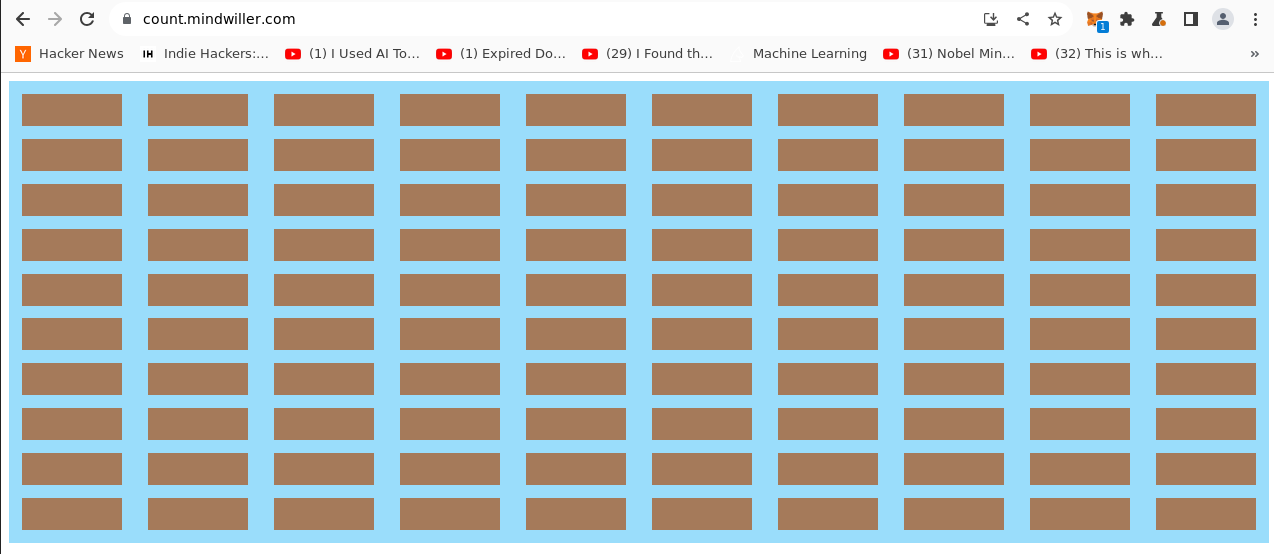 count.mindwiller.com
1
Y Hacker News IH Indie Hackers:... (1) I Used AI To... (1) Expired Do... (29) I Found th... Machine Learning (31) Nobel Min... (32) This is wh... »